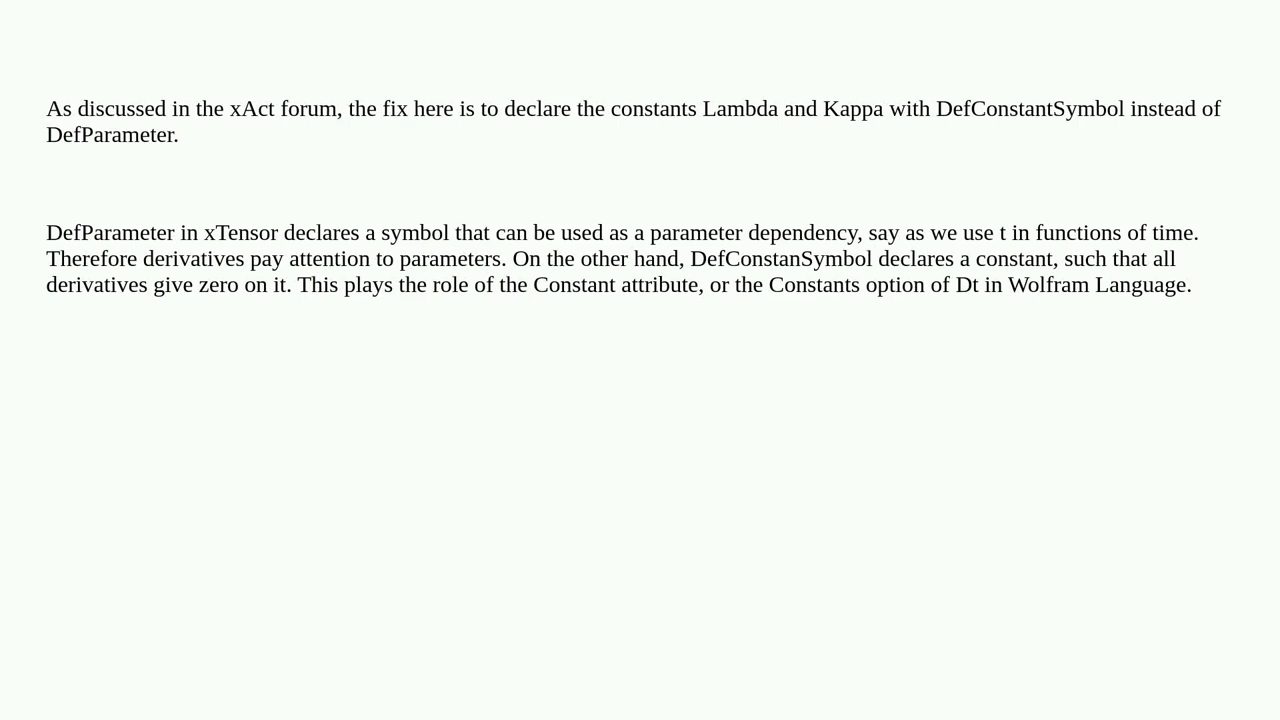 As discussed in the xAct forum, the fix here is to declare the constants Lambda and Kappa with DefConstantSymbol instead of
DefParameter.
DefParameter in xTensor declares a symbol that can be used as a parameter dependency, say as we use t in functions of time.
Therefore derivatives pay attention to parameters. On the other hand, DefConstanSymbol declares a constant, such that all
derivatives give zero on it. This plays the role of the Constant attribute, or the Constants option of Dt in Wolfram Language.